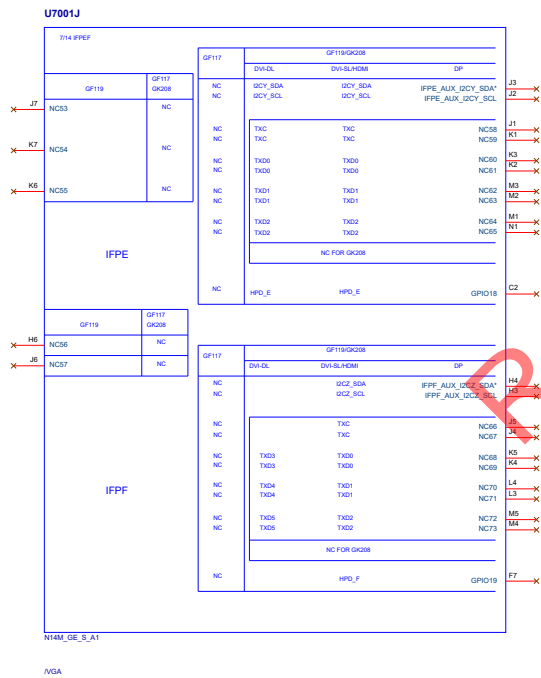 U7001J
7/14 IFPEF
GF117 GF119/GK208
DVI-DL DVI-SL/HDMI DP
GF119 GF117 GK208
NC I2CY_SDA I2CY_SDA IFPE_AUX_I2CY_SDA* J3
NC I2CY_SCL I2CY_SCL IFPE_AUX_I2CY_SCL J2
J7 NC53 NC
NC TXC TXC NC58 J1
NC TXC TXC NC59 K1
K7 NC54 NC
NC TXD0 TXD0 NC60 K3
NC TXD0 TXD0 NC61 K2
K6 NC55 NC
NC TXD1 TXD1 NC62 M3
NC TXD1 TXD1 NC63 M2
NC TXD2 TXD2 NC64 M1
NC TXD2 TXD2 NC65 N1
IFPE
NC FOR GK208
NC HPD_E HPD_E GPIO18 C2
GF119 GF117 GK208
H6 NC56 NC
J6 NC57 NC
GF117 GF119/GK208
DVI-DL DVI-SL/HDMI DP
NC I2CZ_SDA IFPF_AUX_I2CZ_SDA* H4
NC I2CZ_SCL IFPF_AUX_I2CZ_SCL H3
NC TXC NC66 J5
NC TXC NC67 J4
NC TXD3 TXD0 NC68 K5
NC TXD3 TXD0 NC69 K4
NC TXD4 TXD1 NC70 L4
NC TXD4 TXD1 NC71 L3
IFPF
NC TXD5 TXD2 NC72 M5
NC TXD5 TXD2 NC73 M4
NC FOR GK208
NC HPD_F GPIO19 F7
N14M_GE_S_A1
/VGA
R